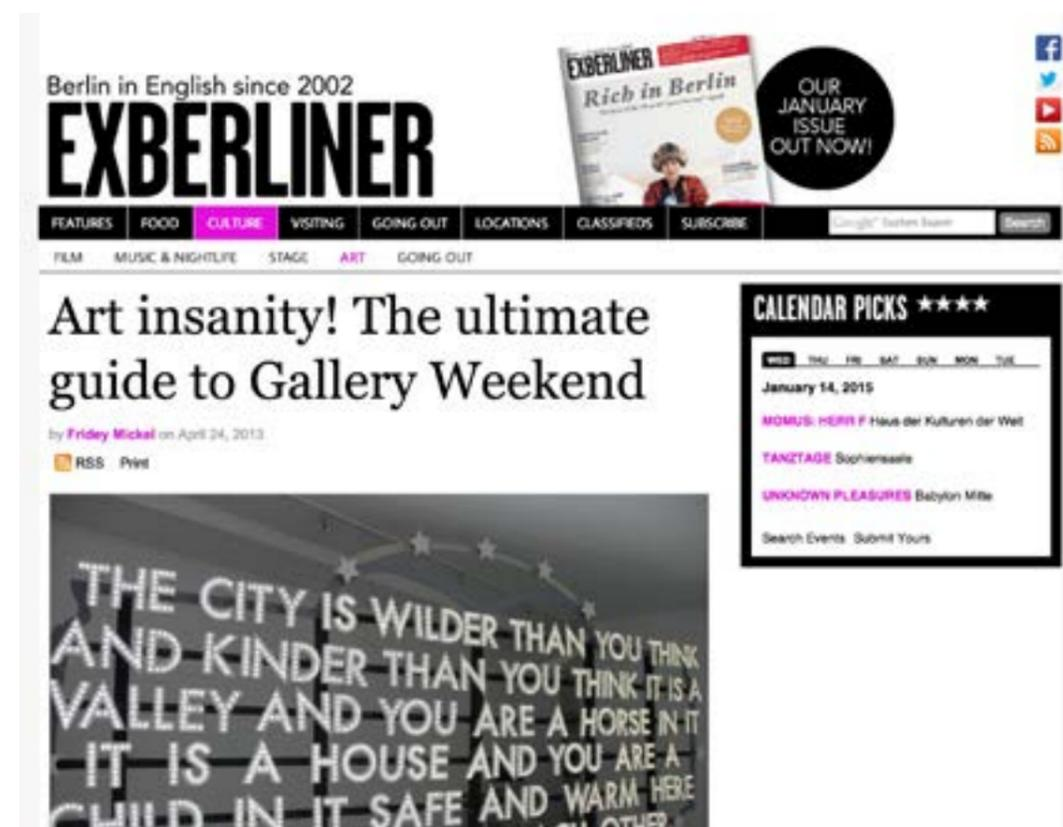 Berlin in English since 2002
EXBERLINER
EXBERLINER
Rich in Berlin
OUR
JANUARY
ISSUE
OUT NOW!
FEATURES FOOD CULTURE VISITING GOING OUT LOCATIONS CLASSIFIEDS SUBSCRIBE Search
FILM MUSIC & NIGHTLIFE STAGE ART GOING OUT
Art insanity! The ultimate
guide to Gallery Weekend
by Fridey Mickel on April 24, 2013
RSS Print
CALENDAR PICKS ★★★★
WED THU FRI SAT SUN MON TUE
January 14, 2015
MOMUS: HERR F Haus der Kulturen der Welt
TANZTAGE Sophiensaele
UNKNOWN PLEASURES Babylon Mitte
Search Events Submit Yours
THE CITY IS WILDER THAN YOU THINK
AND KINDER THAN YOU THINK IT IS A
VALLEY AND YOU ARE A HORSE IN IT
IT IS A HOUSE AND YOU ARE A
CHILD IN IT SAFE AND WARM HERE
OTHER